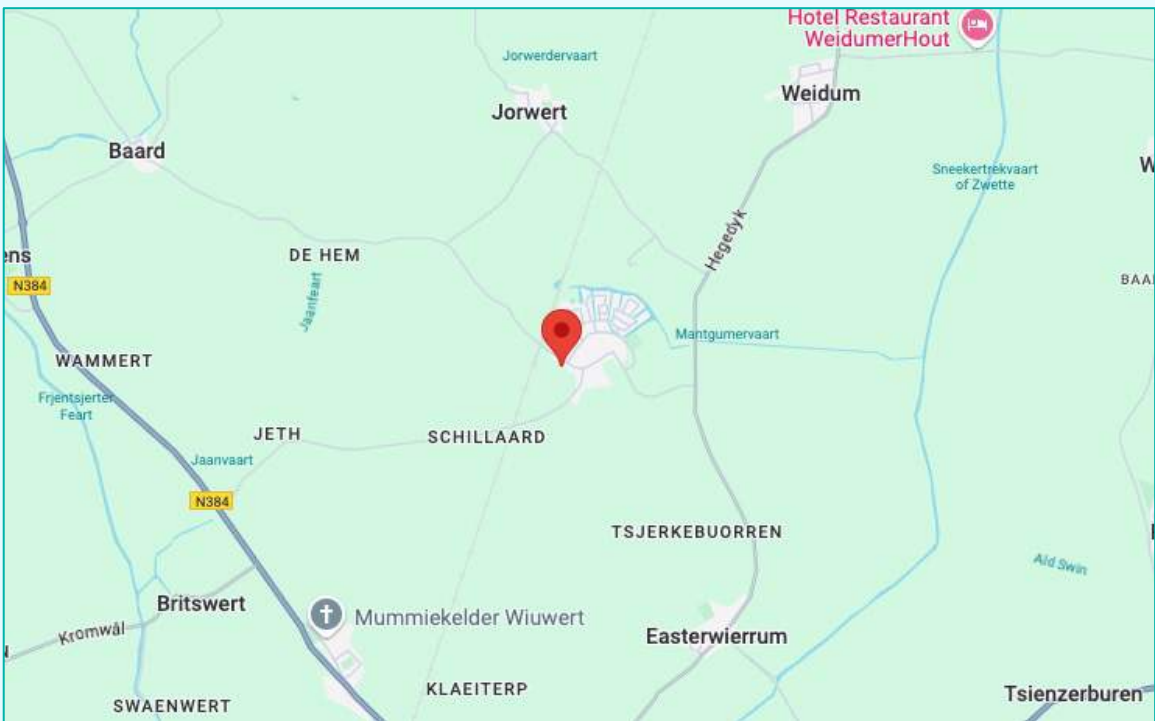 Hotel Restaurant
WeidumerHout
Jorwerdervaart
Weidum
Jorwert
Baard
Sneekertrekvaart
of Zwette
W
Hegedyk
DE HEM
ens
N384
BAAI
Jaanfeart
Mantgumervaart
WAMMERT
Frjentsjerter
Feart
JETH
SCHILLAARD
Jaanvaart
N384
TSJERKEBUORREN
Ald Swin
Britswert
Mummiekelder Wiuwert
Kromwâl
Easterwierrum
KLAEITERP
Tsienzerburen
SWAENWERT